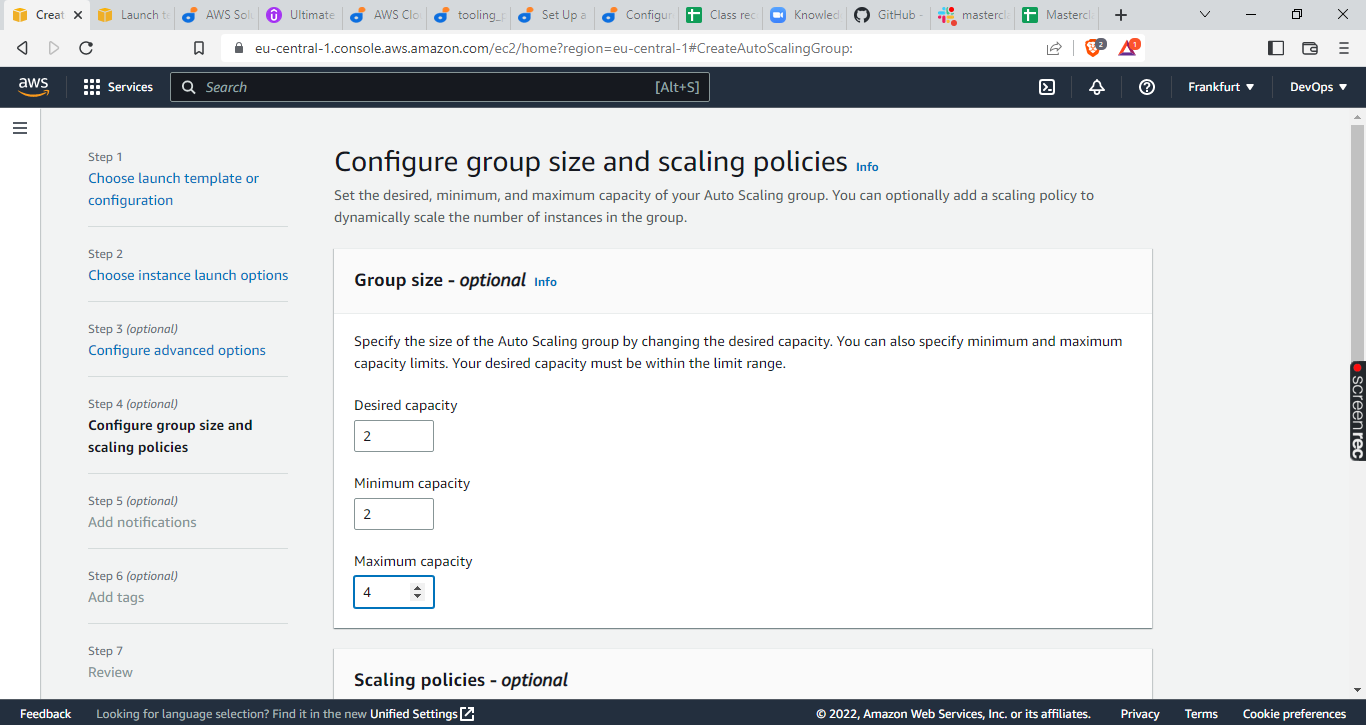 Creat
Launch te
AWS Solu
Ultimate
AWS Clo
tooling_p
Set Up a
Configur
Class rec
Knowled
GitHub -
mastercla
Mastercla
eu-central-1.console.aws.amazon.com/ec2/home?region=eu-central-1#CreateAutoScalingGroup:
2
1
aws
Services
Search
[Alt+S]
Frankfurt
DevOps
Step 1
Choose launch template or
configuration
Step 2
Choose instance launch options
Step 3 (optional)
Configure advanced options
Step 4 (optional)
Configure group size and
scaling policies
Step 5 (optional)
Add notifications
Step 6 (optional)
Add tags
Step 7
Review
Configure group size and scaling policies Info
Set the desired, minimum, and maximum capacity of your Auto Scaling group. You can optionally add a scaling policy to
dynamically scale the number of instances in the group.
Group size - optional Info
Specify the size of the Auto Scaling group by changing the desired capacity. You can also specify minimum and maximum
capacity limits. Your desired capacity must be within the limit range.
Desired capacity
2
Minimum capacity
2
Maximum capacity
4
Scaling policies - optional
screenrec
Feedback
Looking for language selection? Find it in the new Unified Settings
© 2022, Amazon Web Services, Inc. or its affiliates.
Privacy
Terms
Cookie preferences